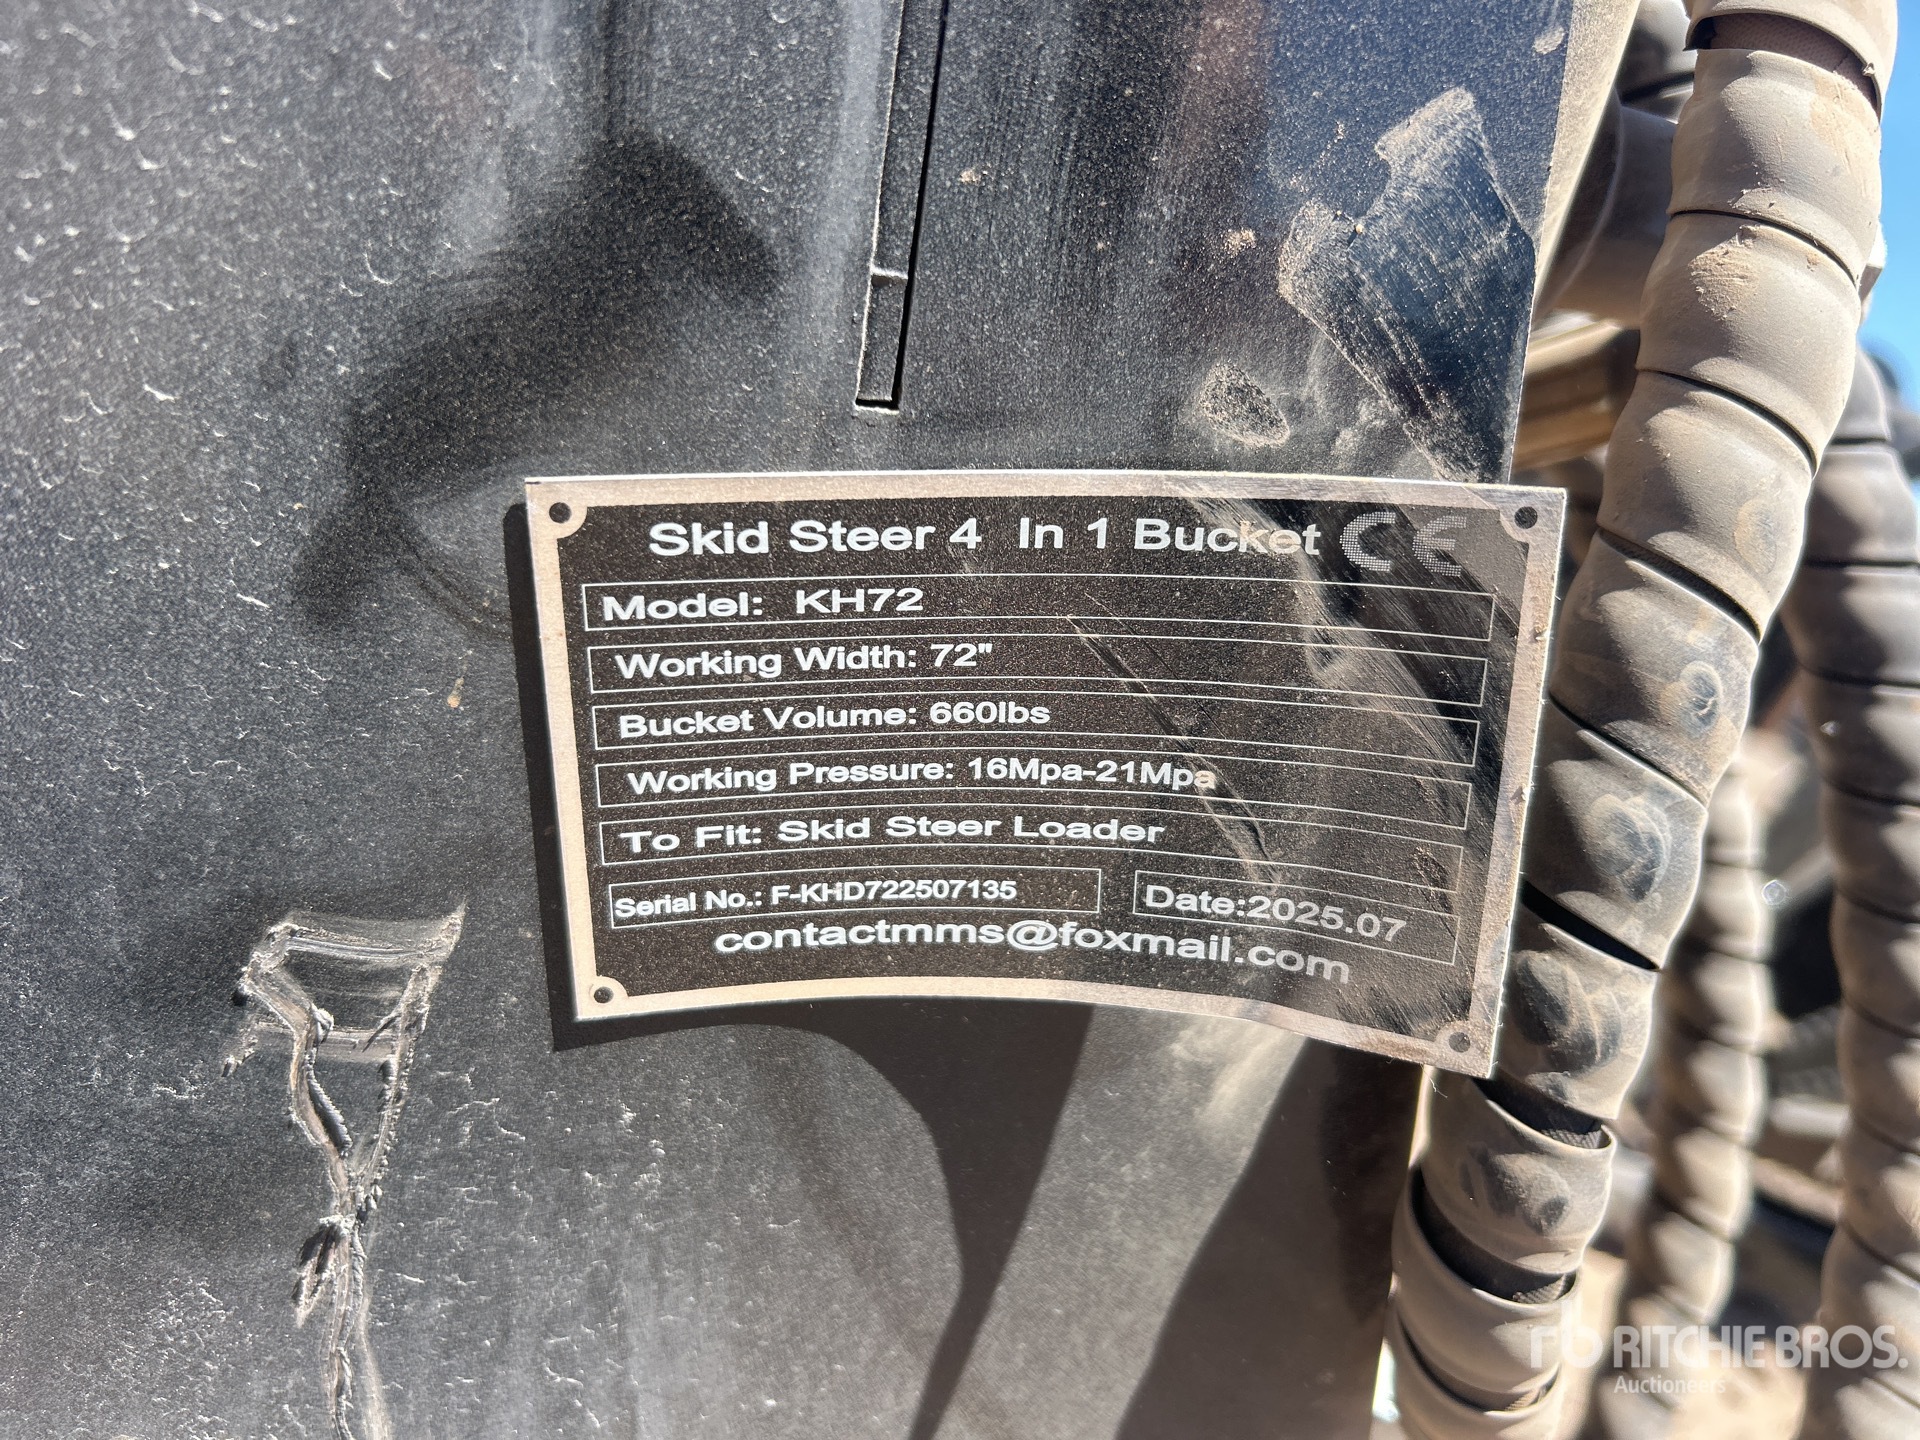 Skid Steer 4 In 1 Bucket CE
Model: KH72
Working Width: 72"
Bucket Volume: 660lbs
Working Pressure: 16Mpa-21Mpa
To Fit: Skid Steer Loader
Serial No.: F-KHD722507135 Date:2025.07
contactmms@foxmail.com
rb RITCHIE BROS.
Auctioneers